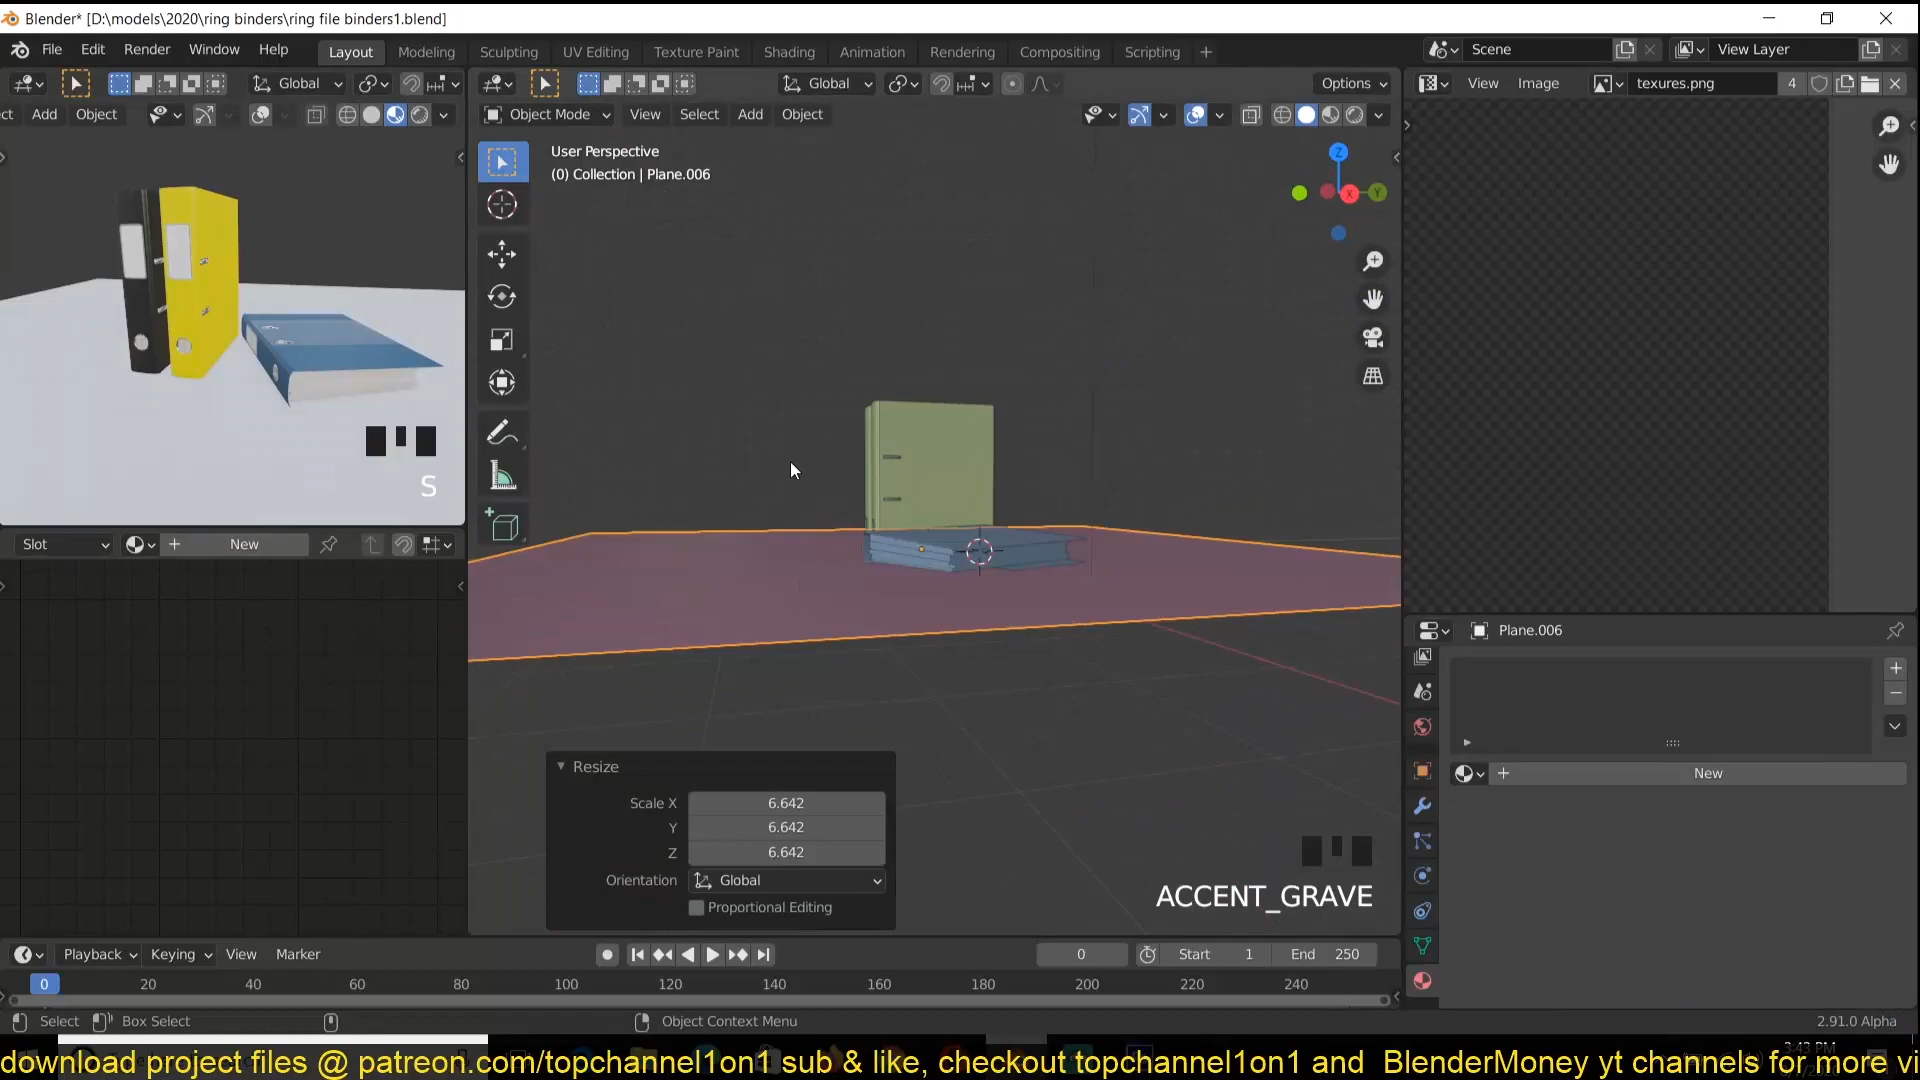 Blender* [D:\models\2020\ring binders\ring file binders1.blend]
File Edit Render Window Help Layout Modeling Sculpting UV Editing Texture Paint Shading Animation Rendering Compositing Scripting + Scene View Layer
Global Global Options View Image texures.png 4
ct Add Object Object Mode View Select Add Object
User Perspective
(0) Collection | Plane.006
Z
X Y
S
Slot New
Plane.006
New
Resize
Scale X 6.642
Y 6.642
Z 6.642
Orientation Global
Proportional Editing
ACCENT_GRAVE
Playback Keying View Marker 0 Start 1 End 250
0 20 40 60 80 100 120 140 160 180 200 220 240
Select Box Select Object Context Menu 2.91.0 Alpha
3:43 PM
download project files @ patreon.com/topchannel1on1 sub & like, checkout topchannel1on1 and BlenderMoney yt channels for more vi